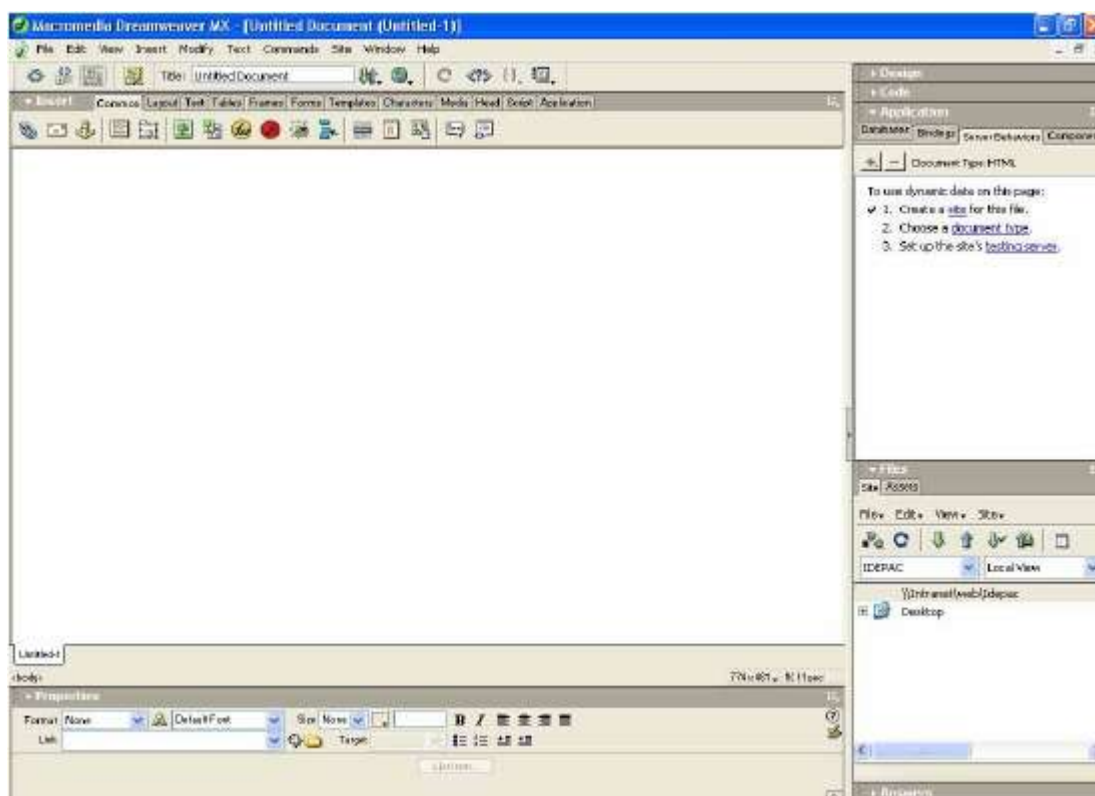 Macromedia Dreamweaver MX - [Untitled Document (Untitled-1)]
File Edit View Insert Modify Text Commands Site Window Help
Title: Untitled Document
Insert Common Layout Text Tables Frames Forms Templates Characters Media Head Script Application
Design
Code
Application
Databases Bindings Server Behaviors Components
Document Type: HTML
To use dynamic data on this page:
1. Create a site for this file.
2. Choose a document type.
3. Set up the site's testing server.
Files
Site Assets
File Edit View Site
IDEPAC Local View
\\Intranet\web\Idepac
Desktop
Untitled-1
<body>
Properties
Format None Default Font Size None B I
Link Target
Answers